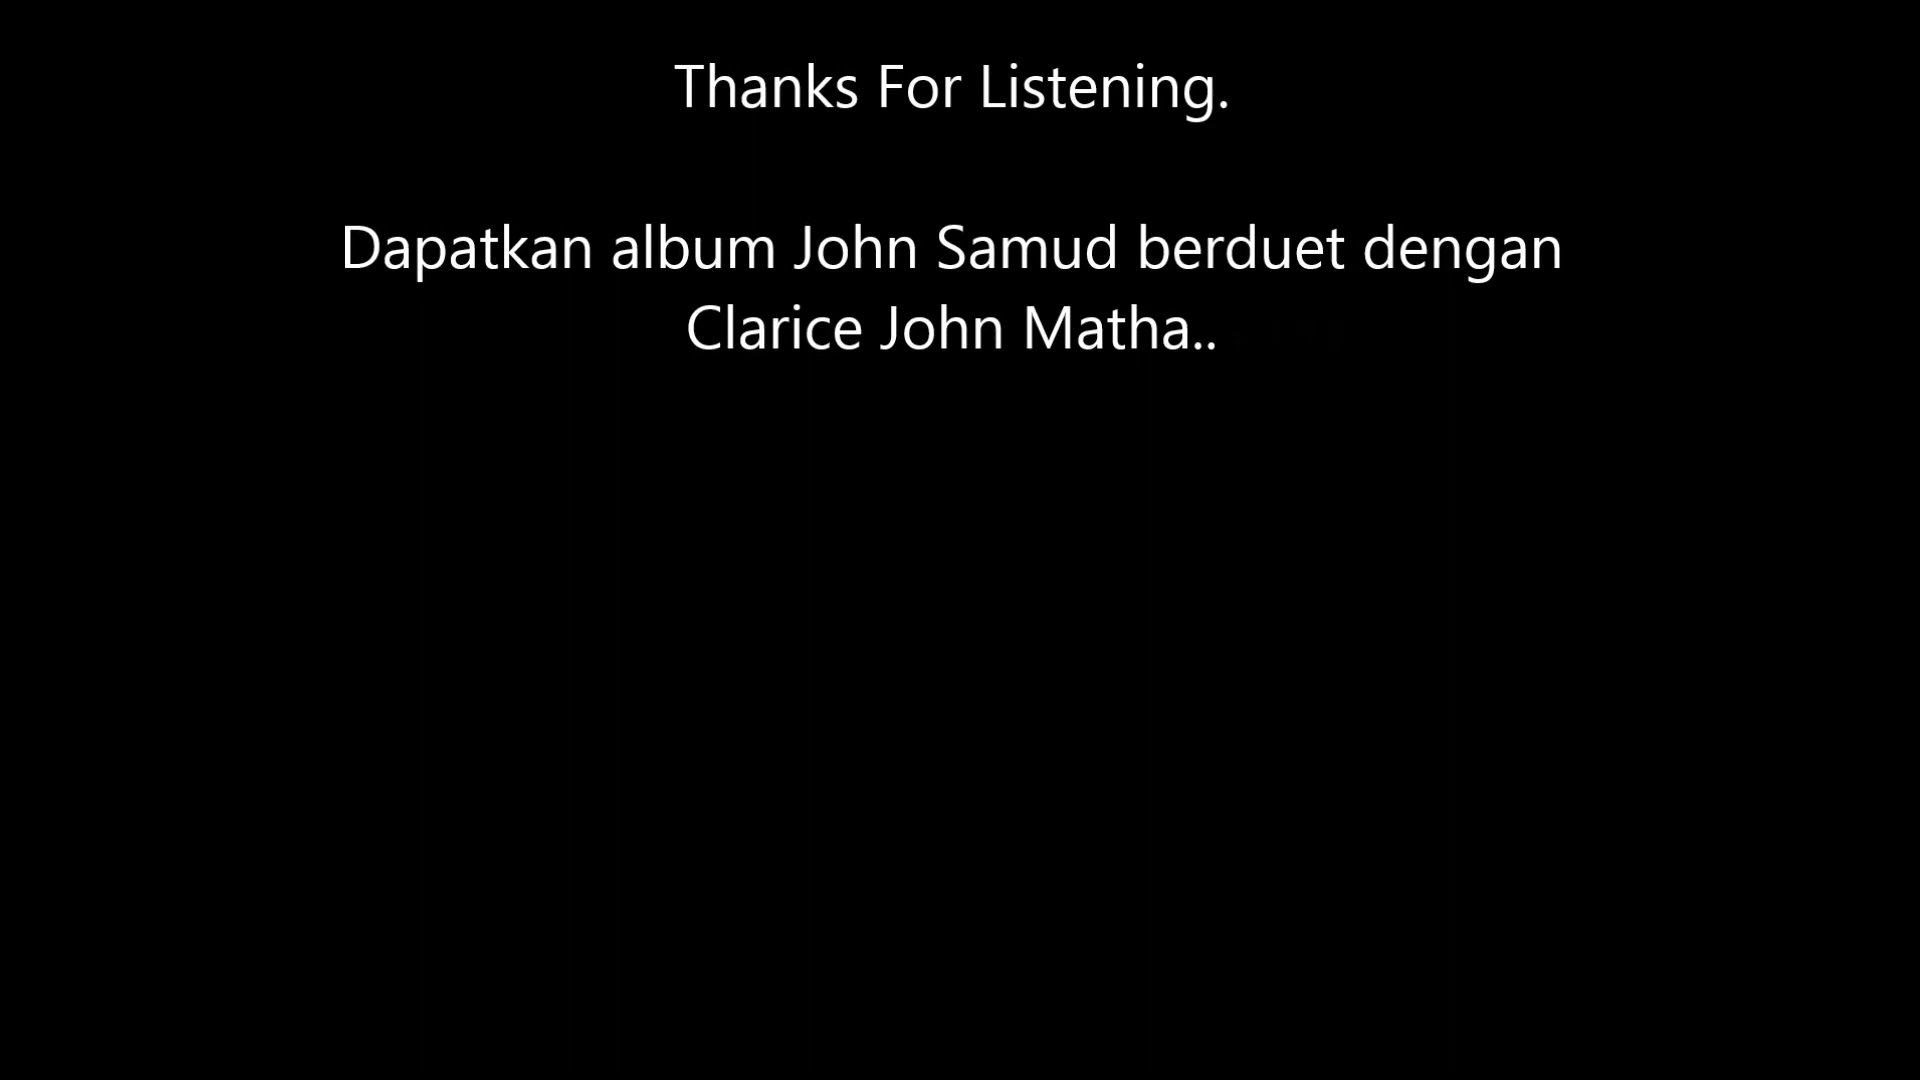 Thanks For Listening.
Dapatkan album John Samud berduet dengan
Clarice John Matha..